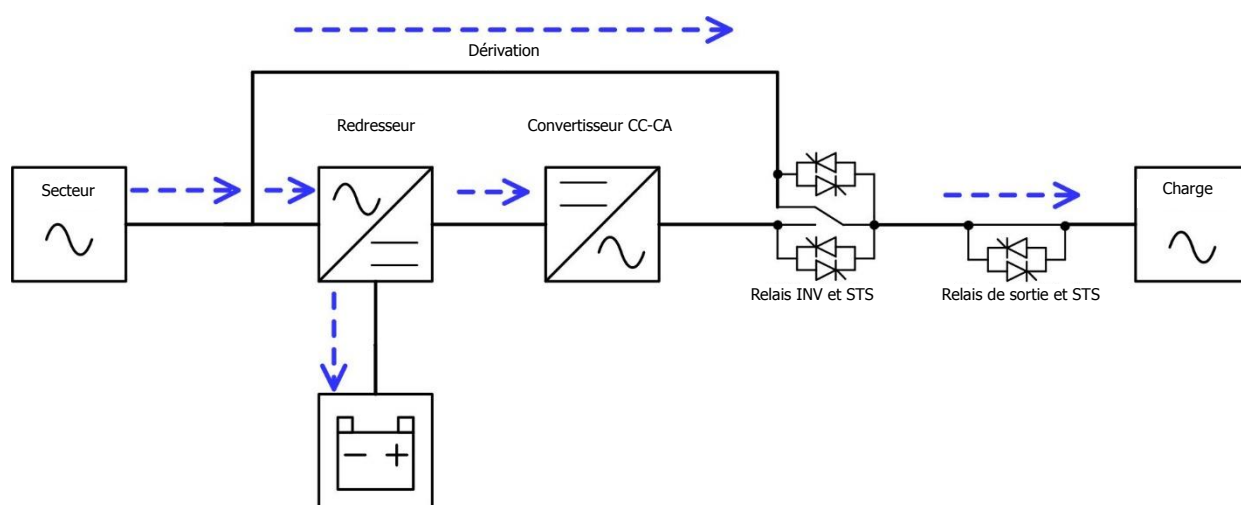 Dérivation
Redresseur
Convertisseur CC-CA
Secteur
Charge
Relais INV et STS
Relais de sortie et STS